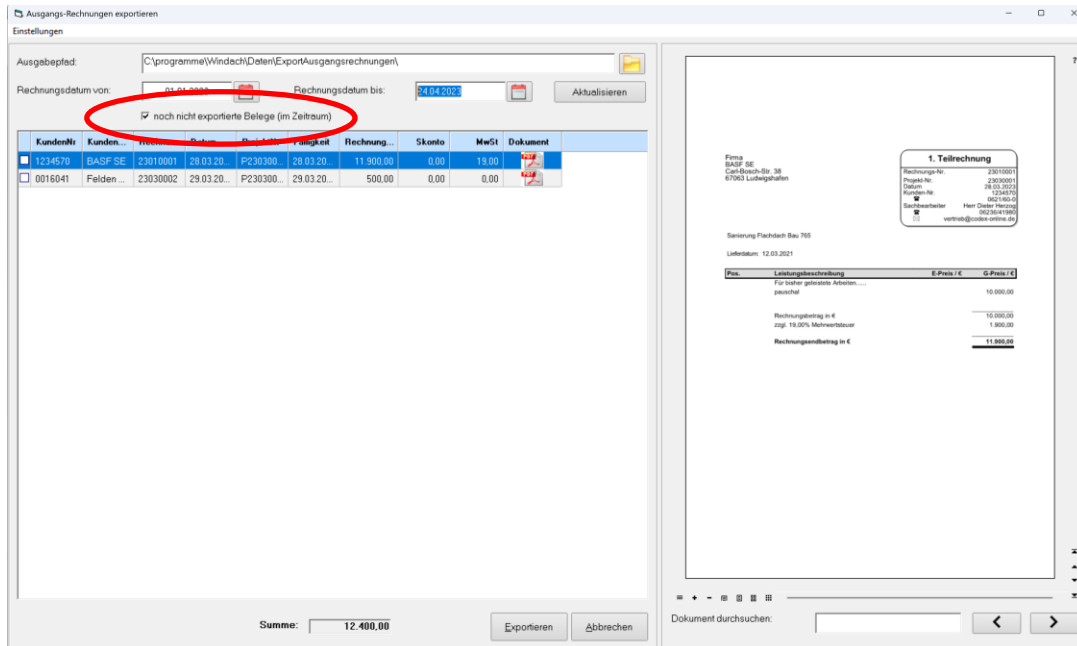 Ausgangs-Rechnungen exportieren
Einstellungen
Ausgabepfad: C:\programme\Windach\Daten\ExportAusgangsrechnungen\
Rechnungsdatum von: Rechnungsdatum bis: 24.04.2023 Aktualisieren
noch nicht exportierte Belege (im Zeitraum)
KundenNr Kunden... Fälligkeit Rechnung... Skonto MwSt Dokument
1234570 BASF SE 23010001 28.03.20... P230300... 28.03.20... 11.900,00 0,00 19,00
0016041 Felden ... 23030002 29.03.20... P230300... 29.03.20... 500,00 0,00 0,00
Summe: 12.400,00 Exportieren Abbrechen
Firma
BASF SE
Carl-Bosch-Str. 38
67063 Ludwigshafen
1. Teilrechnung
Rechnungs-Nr. 23010001
Projekt-Nr. 23030001
Datum 28.03.2023
Kunden-Nr. 1234570
0621/60-0
Sachbearbeiter Herr Dieter Herzog
06236/41980
vertrieb@codex-online.de
Sanierung Flachdach Bau 765
Lieferdatum: 12.03.2021
Pos. Leistungsbeschreibung E-Preis / € G-Preis / €
Für bisher geleistete Arbeiten......
pauschal 10.000,00
Rechnungsbetrag in € 10.000,00
zzgl. 19,00% Mehrwertsteuer 1.900,00
Rechnungsendbetrag in € 11.900,00
Dokument durchsuchen: